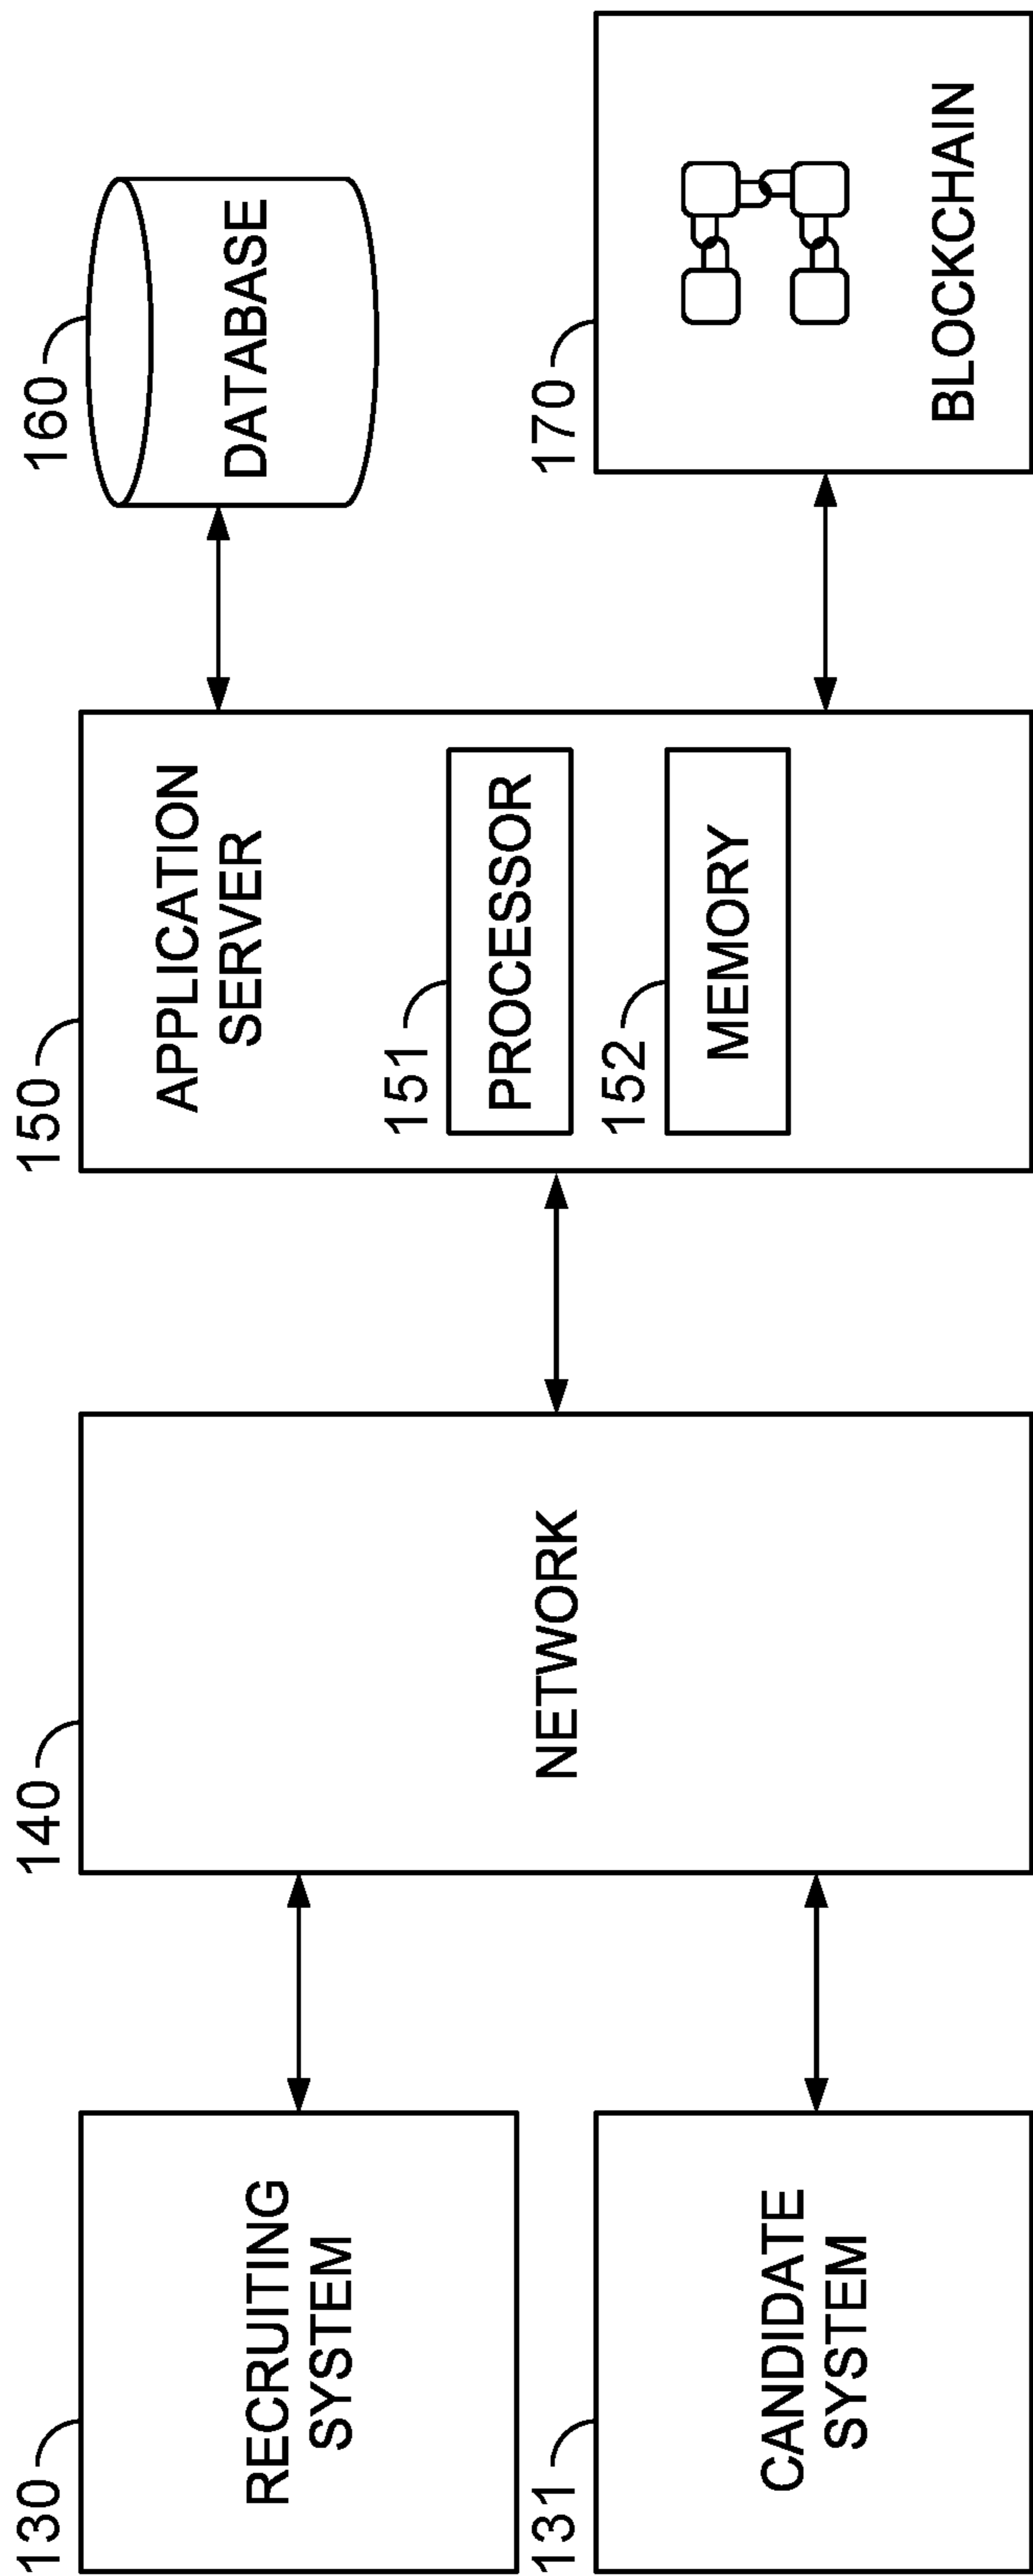 130
RECRUITING
SYSTEM
131
CANDIDATE
SYSTEM
140
NETWORK
150
APPLICATION
SERVER
151
PROCESSOR
152
MEMORY
160
DATABASE
170
BLOCKCHAIN